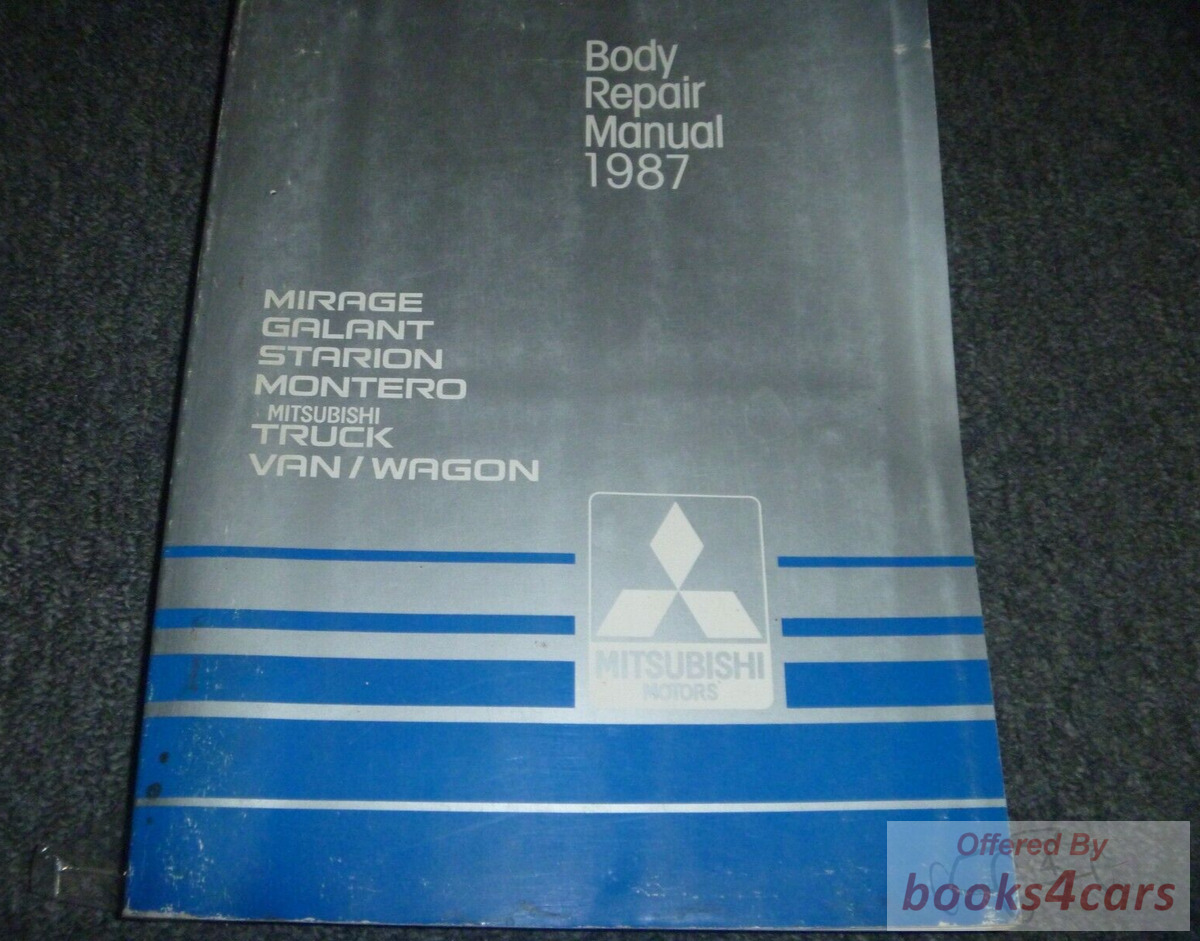 Body
Repair
Manual
1987
MIRAGE
GALANT
STARION
MONTERO
MITSUBISHI
TRUCK
VAN/WAGON
MITSUBISHI
MOTORS
Offered By
books4cars